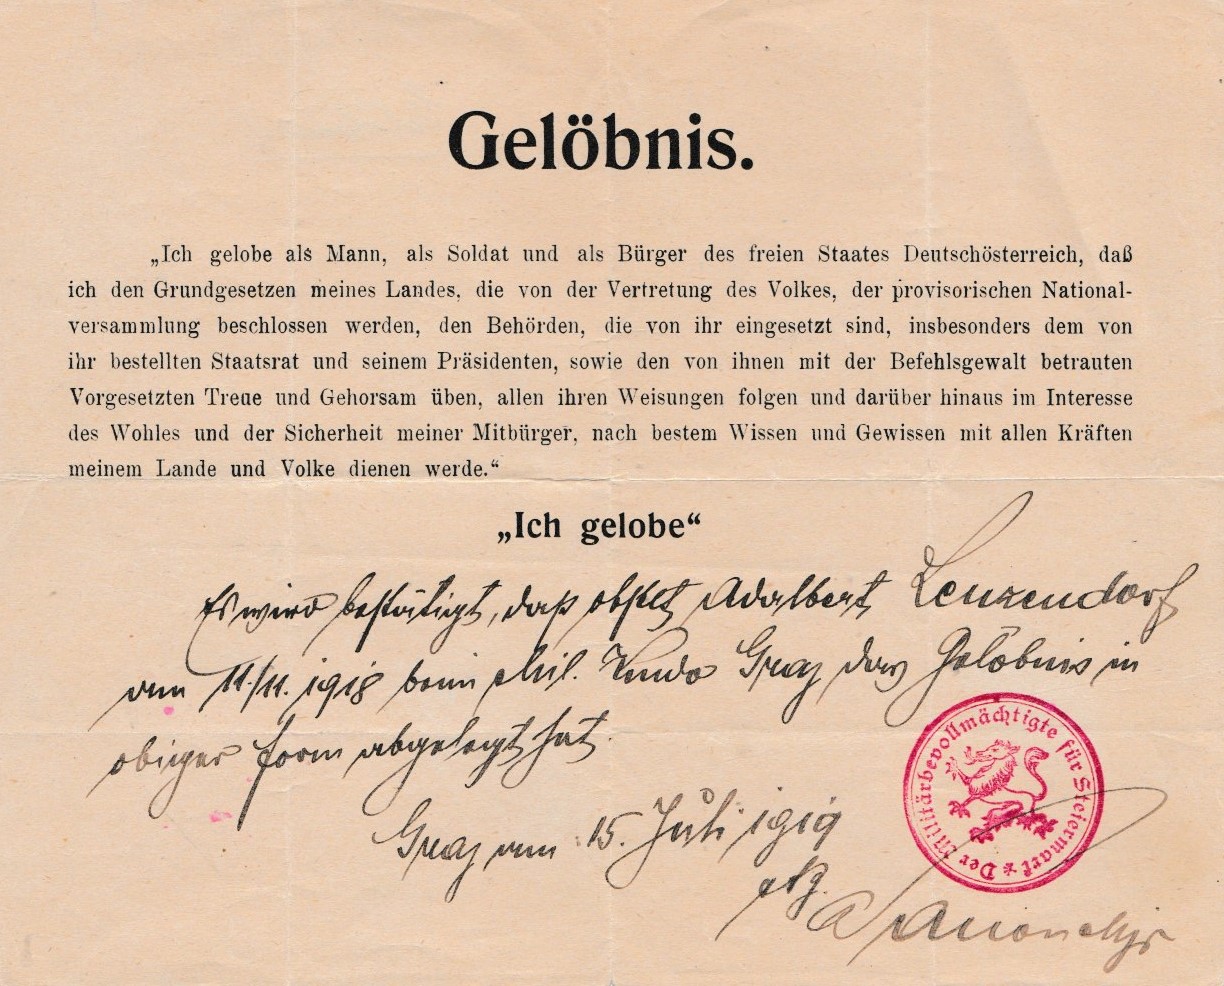 Gelöbnis.
„Ich gelobe als Mann, als Soldat und als Bürger des freien Staates Deutschösterreich, daß
ich den Grundgesetzen meines Landes, die von der Vertretung des Volkes, der provisorischen National-
versammlung beschlossen werden, den Behörden, die von ihr eingesetzt sind, insbesonders dem von
ihr bestellten Staatsrat und seinem Präsidenten, sowie den von ihnen mit der Befehlsgewalt betrauten
Vorgesetzten Treue und Gehorsam üben, allen ihren Weisungen folgen und darüber hinaus im Interesse
des Wohles und der Sicherheit meiner Mitbürger, nach bestem Wissen und Gewissen mit allen Kräften
meinem Lande und Volke dienen werde.“
„Ich gelobe“
Es wird bestätigt, daß Adalbert Lenzendorf
am 11./11. 1918 beim Mil. Kmdo Graz das Gelöbnis in
obiger Form abgelegt hat.
Graz am 15. Juli 1919
Der Militärbevollmächtigte für Steiermark